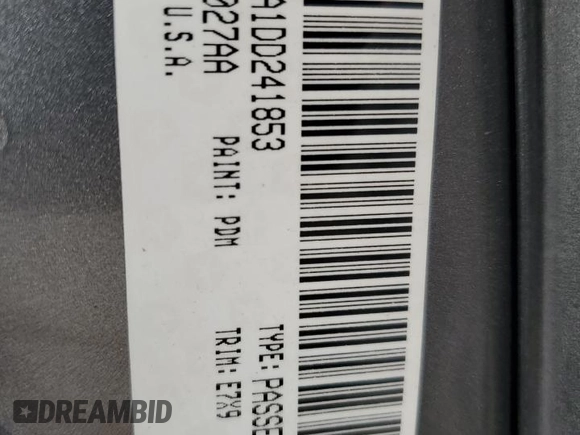 A1DD241853
TYPE: PASSE
027AA
PAINT: PDM
TRIM: E7X9
U.S.A.
DREAMBID